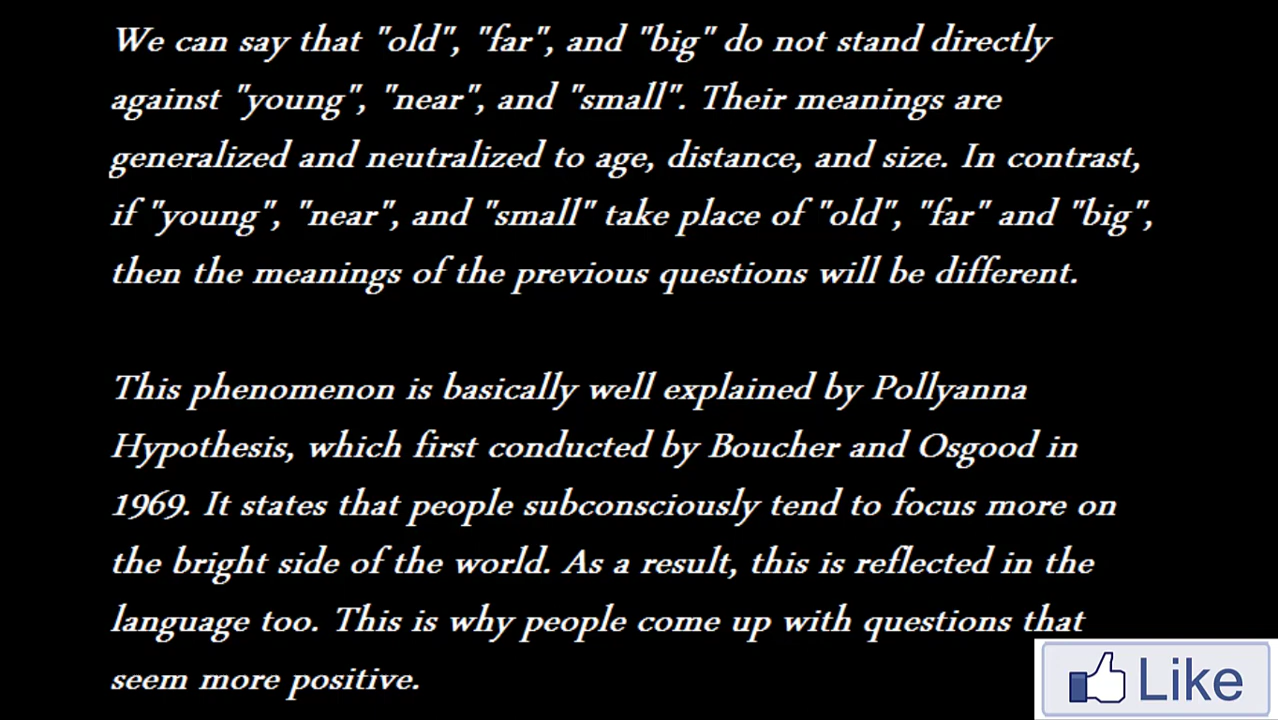 We can say that "old", "far", and "big" do not stand directly
against "young", "near", and "small". Their meanings are
generalized and neutralized to age, distance, and size. In contrast,
if "young", "near", and "small" take place of "old", "far" and "big",
then the meanings of the previous questions will be different.
This phenomenon is basically well explained by Pollyanna
Hypothesis, which first conducted by Boucher and Osgood in
1969. It states that people subconsciously tend to focus more on
the bright side of the world. As a result, this is reflected in the
language too. This is why people come up with questions that
seem more positive.
Like